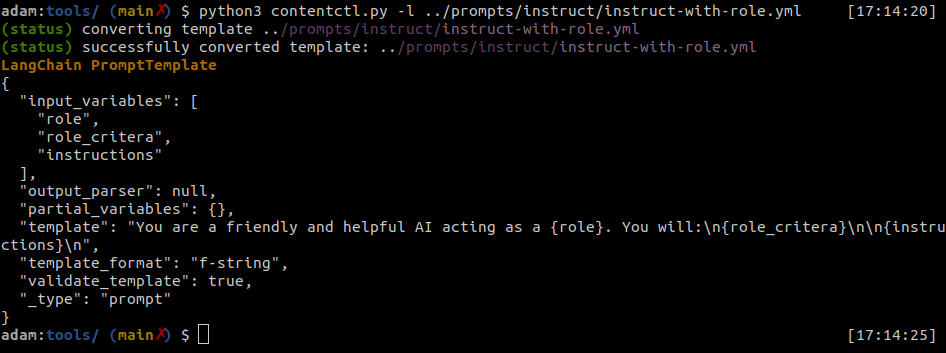 adam:tools/ (main✗) $ python3 contentctl.py -l ../prompts/instruct/instruct-with-role.yml [17:14:20]
(status) converting template ../prompts/instruct/instruct-with-role.yml
(status) successfully converted template: ../prompts/instruct/instruct-with-role.yml
LangChain PromptTemplate
{
  "input_variables": [
    "role",
    "role_critera",
    "instructions"
  ],
  "output_parser": null,
  "partial_variables": {},
  "template": "You are a friendly and helpful AI acting as a {role}. You will:\n{role_critera}\n\n{instru
ctions}\n",
  "template_format": "f-string",
  "validate_template": true,
  "_type": "prompt"
}
adam:tools/ (main✗) $ [17:14:25]